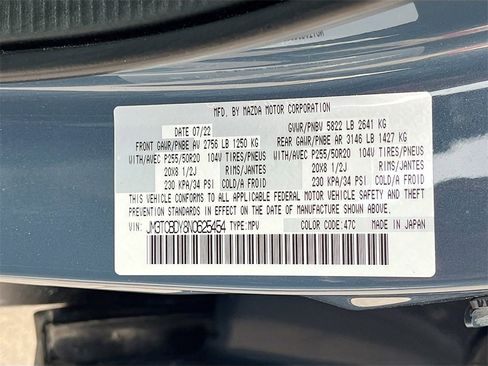 MFD. BY MAZDA MOTOR CORPORATION
DATE 07/22 GVWR/PNBV 5822 LB 2641 KG
FRONT GAWR/PNBE AV 2756 LB 1250 KG REAR GAWR/PNBE AR 3146 LB 1427 KG
WITH/AVEC P255/50R20 104V TIRES/PNEUS WITH/AVEC P255/50R20 104V TIRES/PNEUS
20X8 1/2J 20X8 1/2J
230 KPA/34 PSI COLD/A FROID 230 KPA/34 PSI COLD/A FROID
THIS VEHICLE CONFORMS TO ALL APPLICABLE FEDERAL MOTOR VEHICLE SAFETY AND THEFT
PREVENTION STANDARDS IN EFFECT ON THE DATE OF MANUFACTURE SHOWN ABOVE.
VIN: JM3TCBDY8N0625454 TYPE:MPV COLOR CODE:47C MADE IN JAPAN